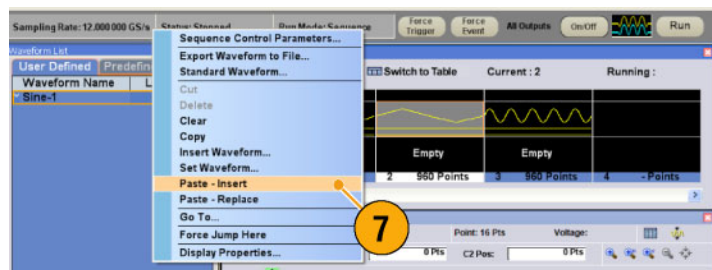 Sampling Rate: 12.000 000 GS/s Status: Stopped Run Mode: Sequence Force Trigger Force Event All Outputs On/Off Run
Waveform List
User Defined
Waveform Name L
Sine-1
Sequence Control Parameters...
Export Waveform to File...
Standard Waveform...
Cut
Delete
Clear
Copy
Insert Waveform...
Set Waveform...
Paste - Insert
Paste - Replace
Go To...
Force Jump Here
Display Properties...
7
Switch to Table Current : 2 Running :
Empty Empty
2 960 Points 3 960 Points 4 - Points
Point: 16 Pts Voltage:
0 Pts C2 Pos: 0 Pts